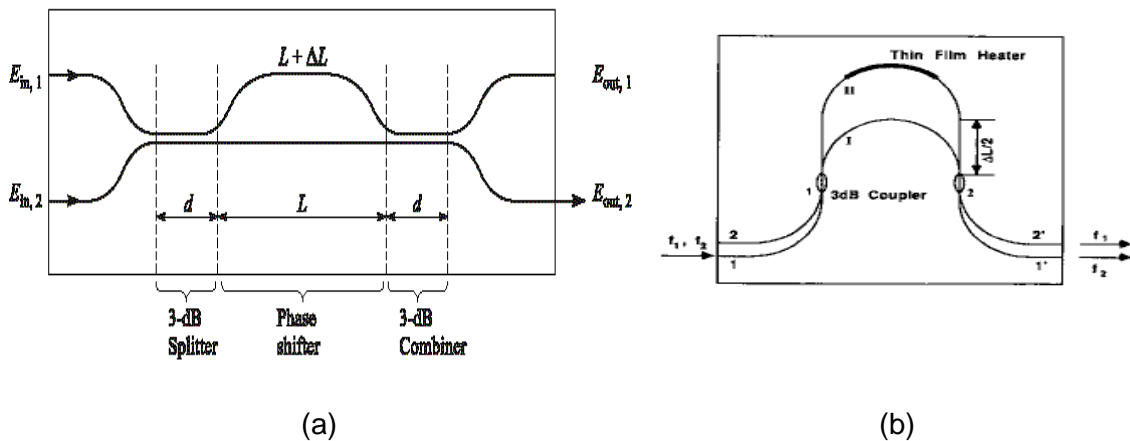 L + ΔL
E_in, 1
E_out, 1
E_in, 2
E_out, 2
d
L
d
3-dB
Splitter
Phase
shifter
3-dB
Combiner
(a)
Thin Film Heater
II
I
ΔL/2
1
3dB Coupler
2
f₁, f₂
2
1
2'
1'
f₁
f₂
(b)